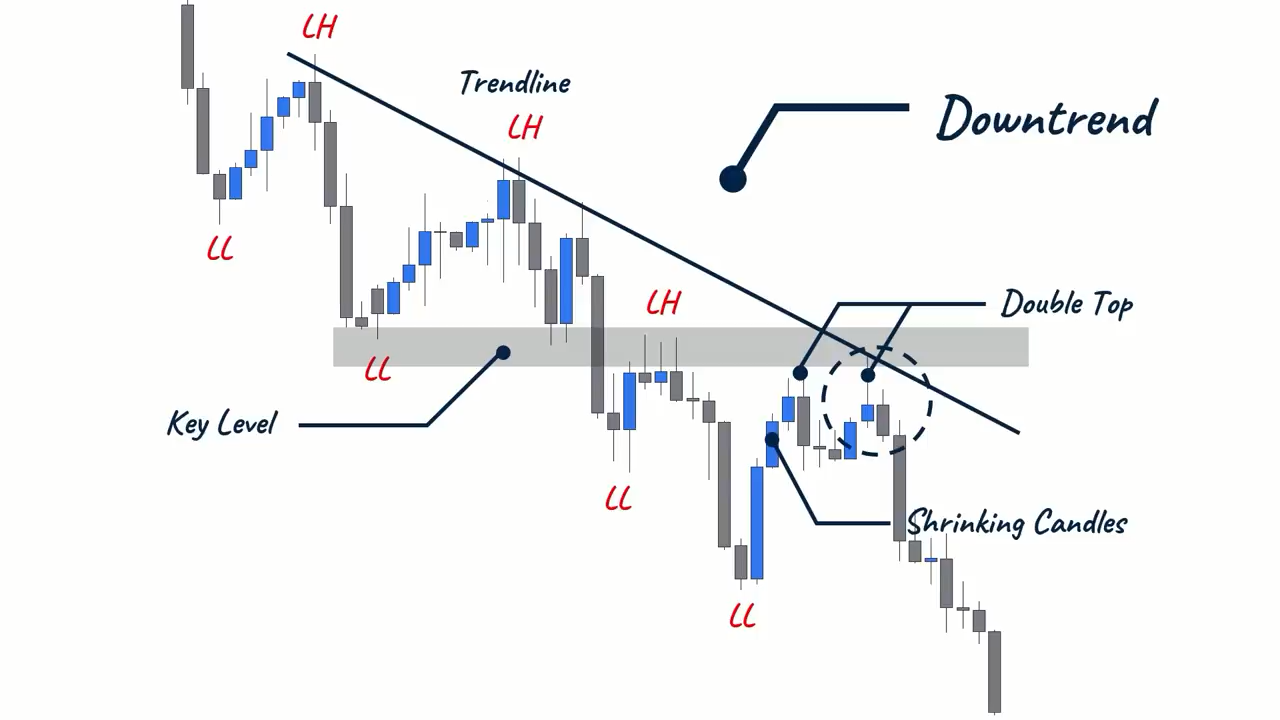 LH
Trendline
LH
Downtrend
LL
LH
Double Top
LL
Key Level
LL
Shrinking Candles
LL